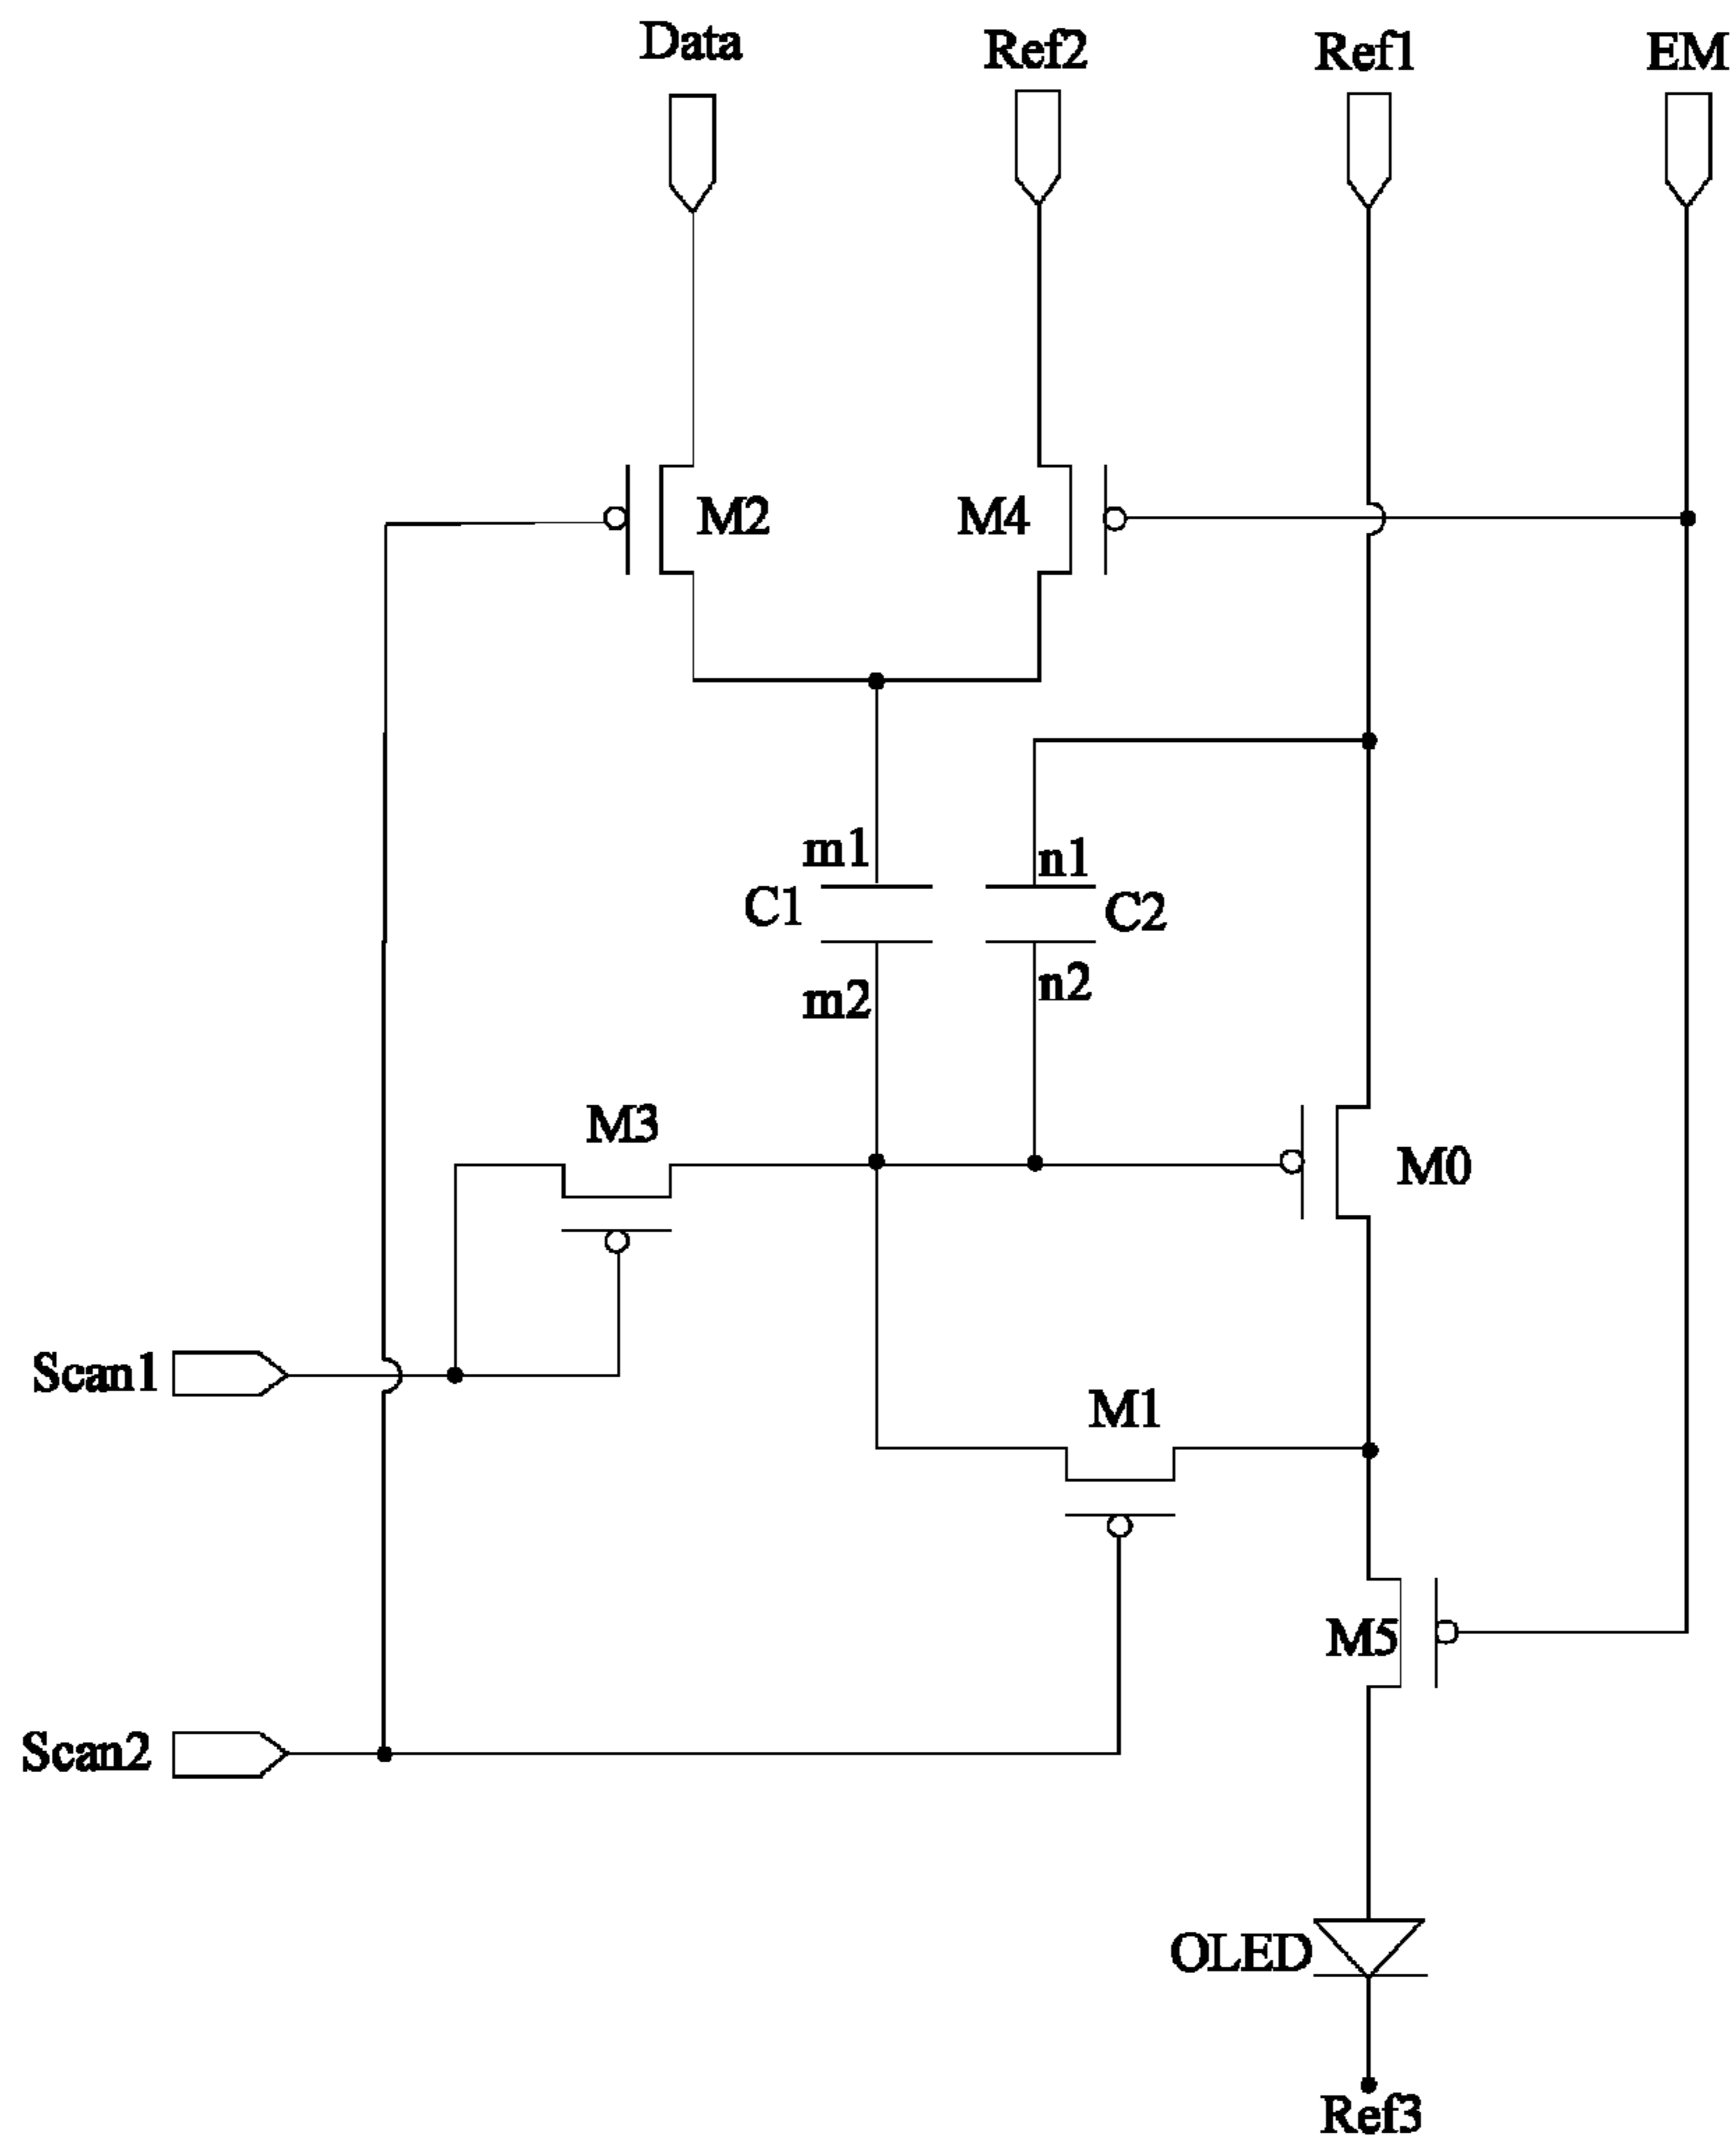 Data
Ref2
Ref1
EM
M2
M4
m1
n1
C1
C2
m2
n2
M3
M0
Scan1
M1
M5
Scan2
OLED
Ref3